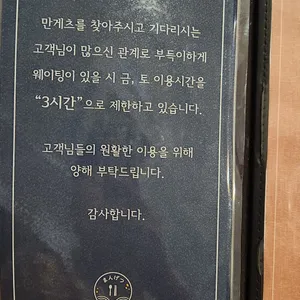 만게츠를 찾아주시고 기다리시는
고객님이 많으신 관계로 부득이하게
웨이팅이 있을 시 금, 토 이용시간을
“3시간”으로 제한하고 있습니다.
고객님들의 원활한 이용을 위해
양해 부탁드립니다.
감사합니다.
まんげつ